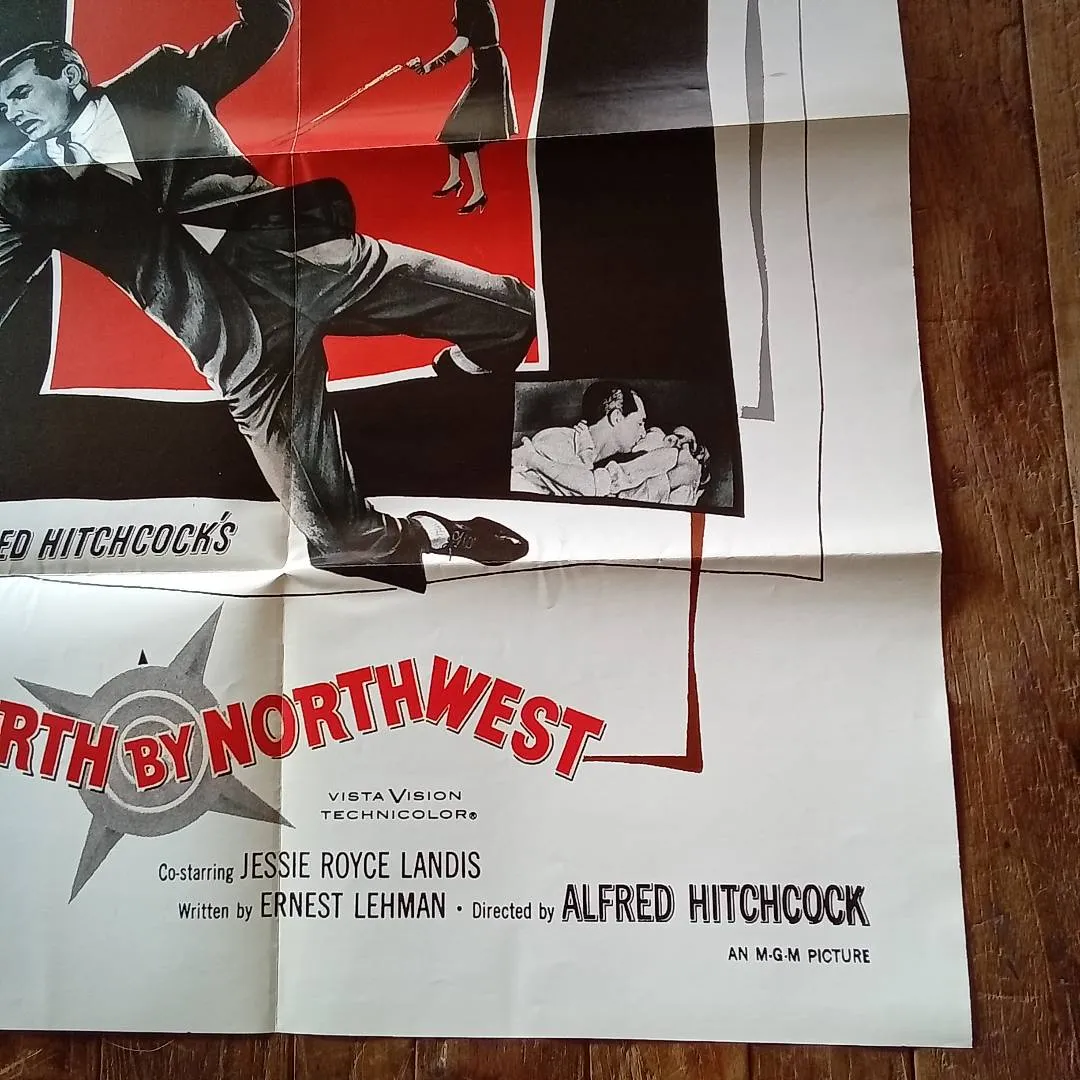 ED HITCHCOCK'S
RTH BY NORTHWEST
VISTAVISION
TECHNICOLOR®
Co-starring JESSIE ROYCE LANDIS
Written by ERNEST LEHMAN • Directed by ALFRED HITCHCOCK
AN M-G-M PICTURE